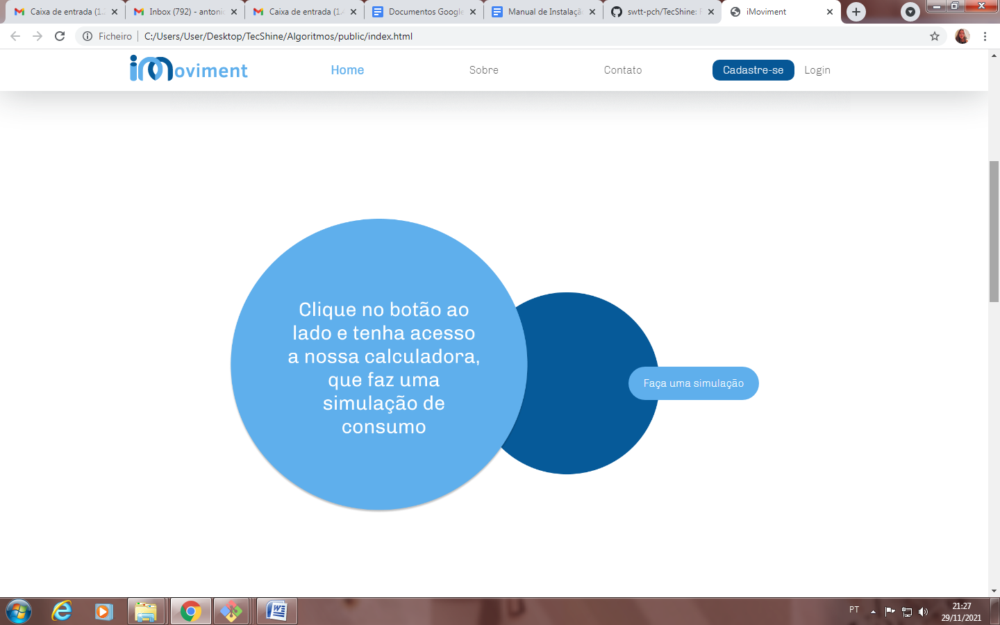 Caixa de entrada (1.
Inbox (792) - antonio
Caixa de entrada (1.
Documentos Google
Manual de Instalaçã
swtt-pch/TecShine:
iMoviment
Ficheiro
C:/Users/User/Desktop/TecShine/Algoritmos/public/index.html
iMoviment
Home
Sobre
Contato
Cadastre-se
Login
Clique no botão ao
lado e tenha acesso
a nossa calculadora,
que faz uma
simulação de
consumo
Faça uma simulação
PT
21:27
29/11/2021